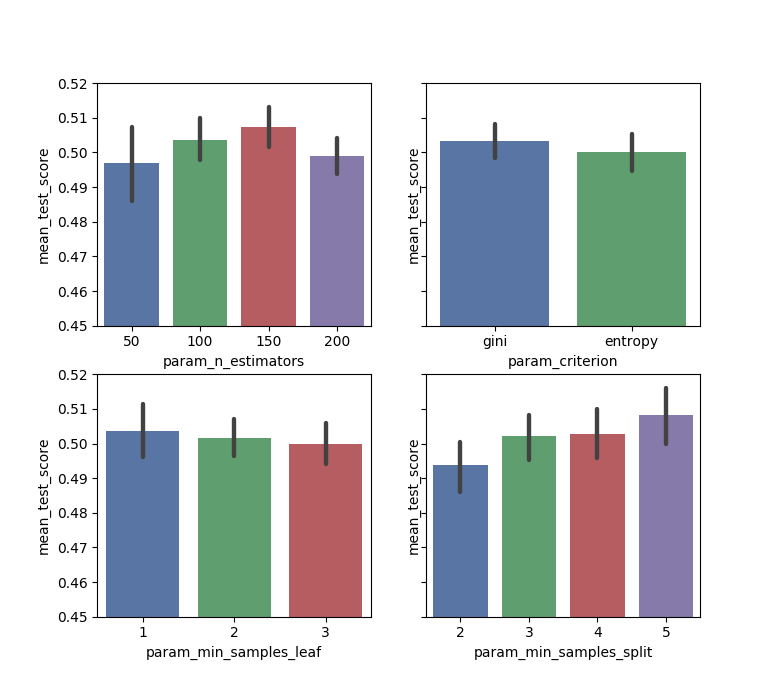 0.52
0.51
0.50
0.49
0.48
0.47
0.46
0.45
mean_test_score
50 100 150 200
param_n_estimators
mean_test_score
gini entropy
param_criterion
0.52
0.51
0.50
0.49
0.48
0.47
0.46
0.45
mean_test_score
1 2 3
param_min_samples_leaf
mean_test_score
2 3 4 5
param_min_samples_split